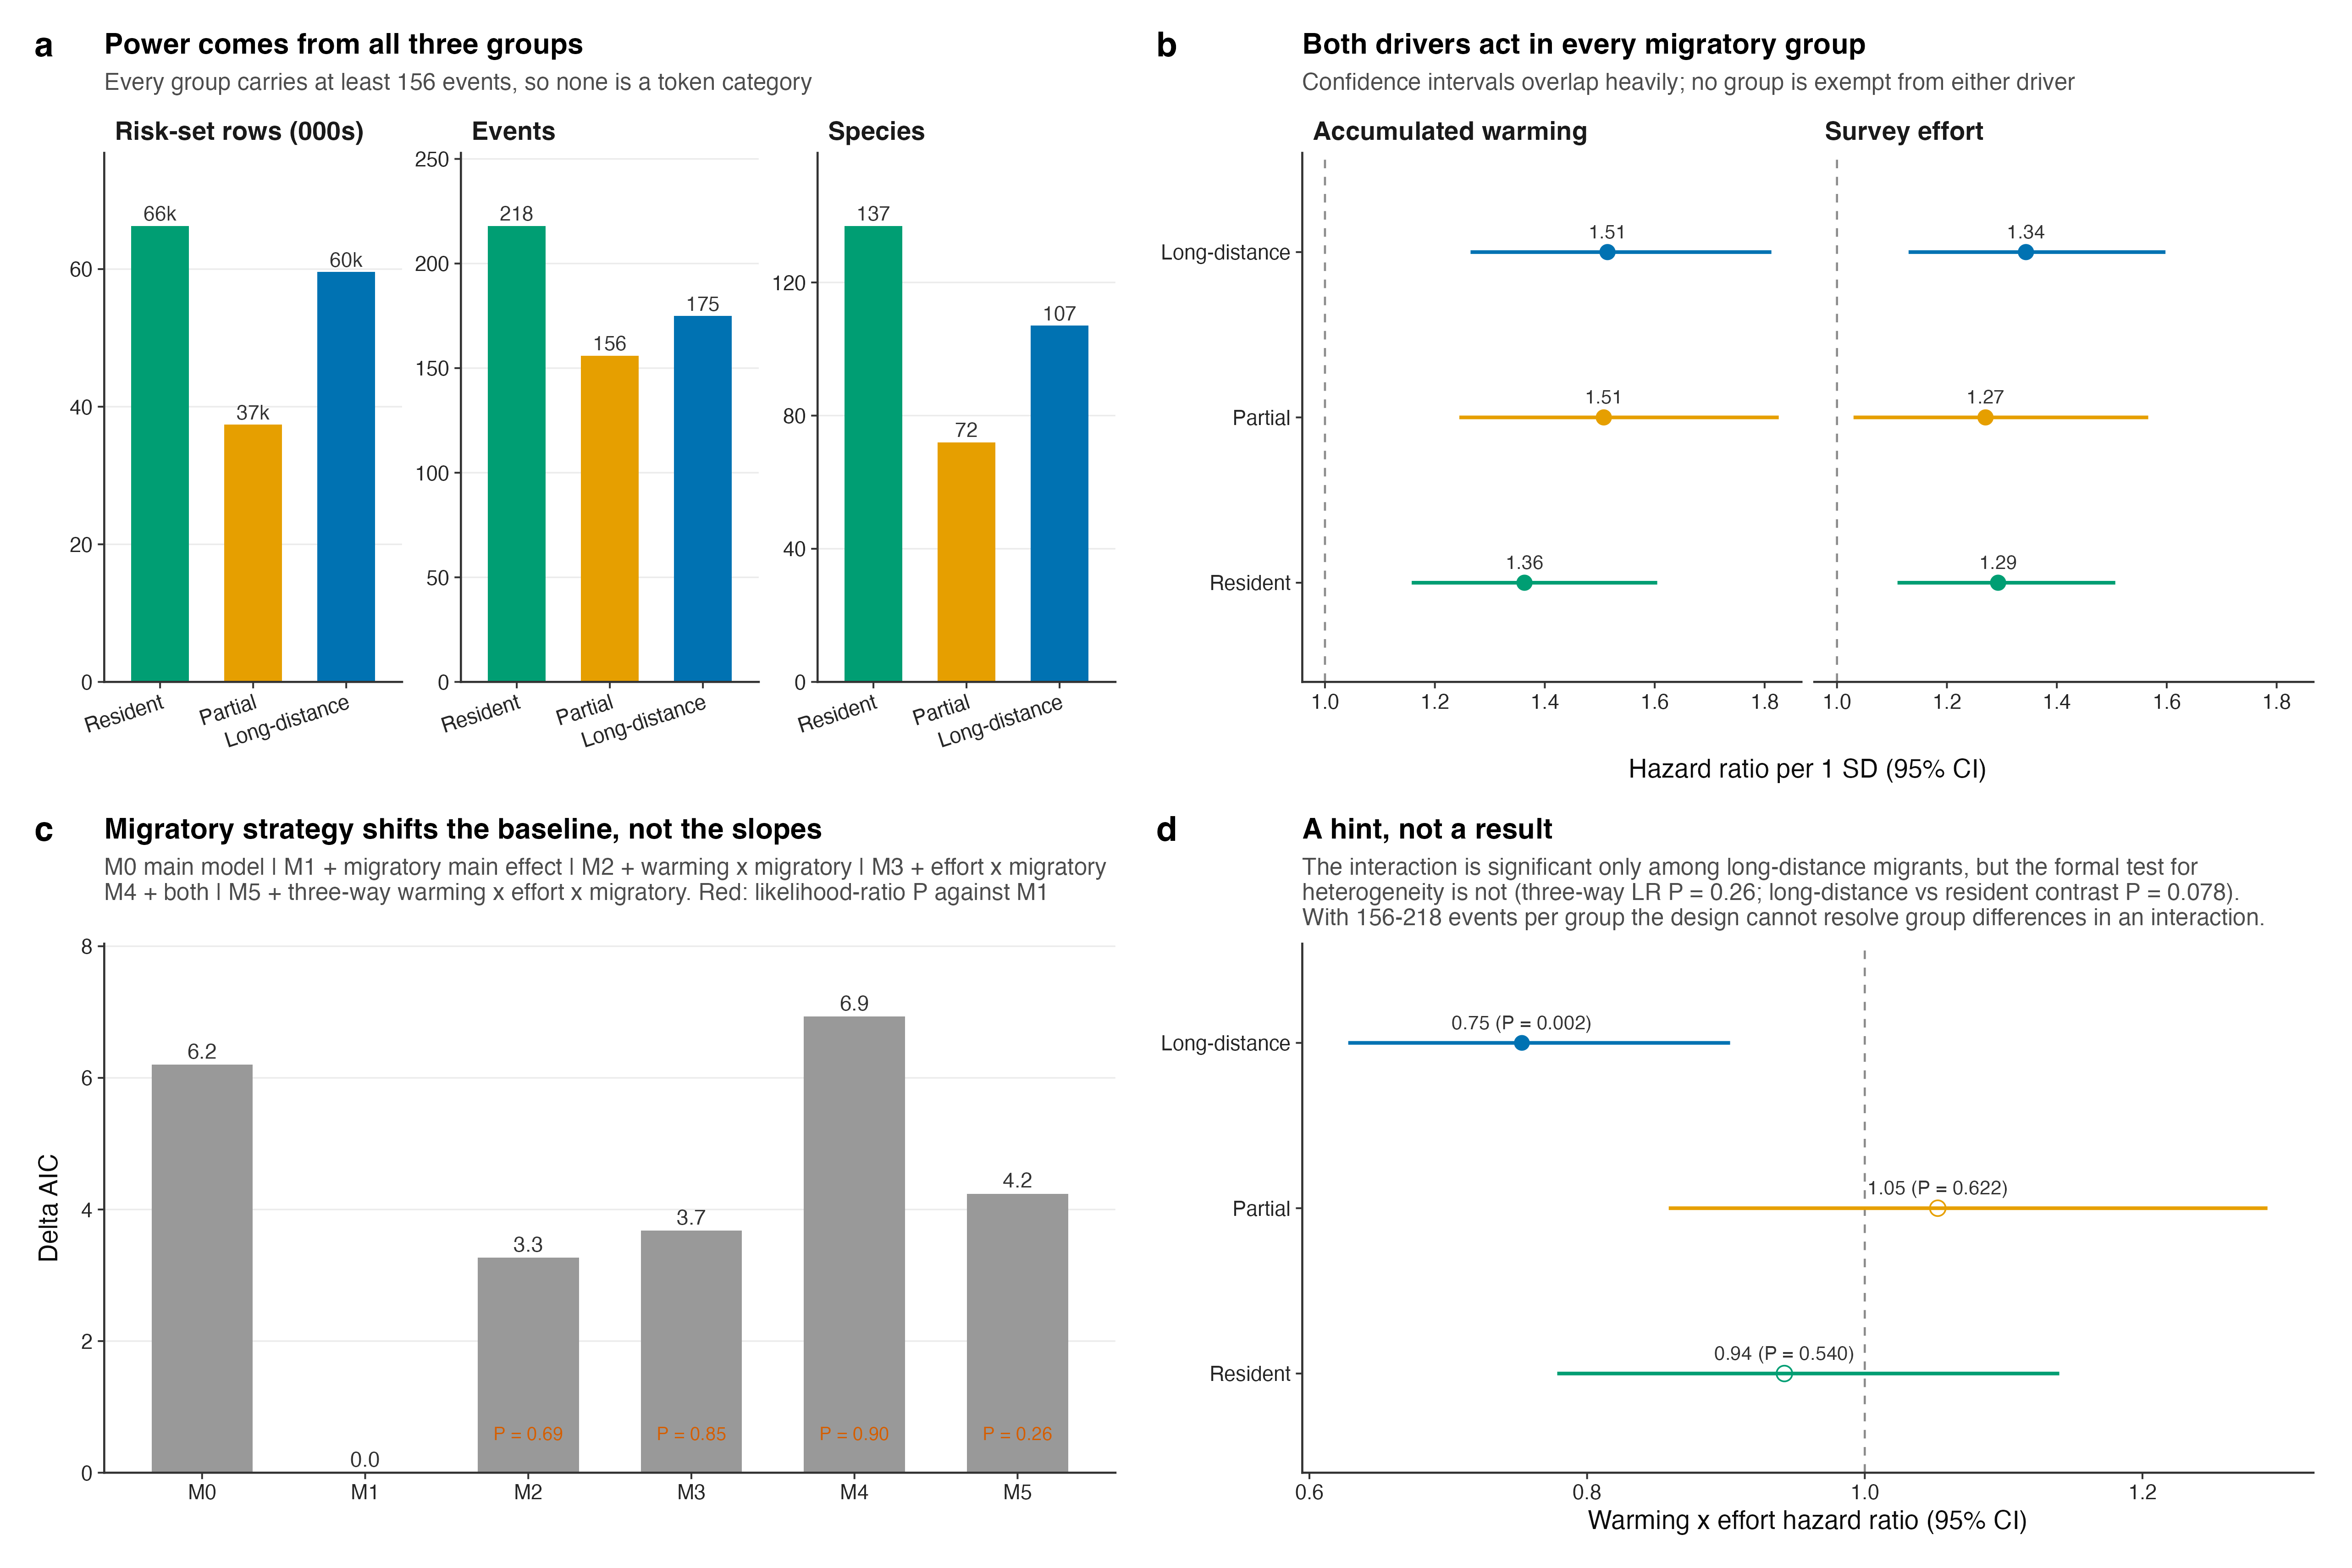 a
Power comes from all three groups
Every group carries at least 156 events, so none is a token category
Risk-set rows (000s)
66k
37k
60k
60
40
20
0
Resident
Partial
Long-distance
Events
218
156
175
250
200
150
100
50
0
Resident
Partial
Long-distance
Species
137
72
107
120
80
40
0
Resident
Partial
Long-distance
b
Both drivers act in every migratory group
Confidence intervals overlap heavily; no group is exempt from either driver
Accumulated warming
Survey effort
Long-distance
1.51
1.34
Partial
1.51
1.27
Resident
1.36
1.29
1.0 1.2 1.4 1.6 1.8
1.0 1.2 1.4 1.6 1.8
Hazard ratio per 1 SD (95% CI)
c
Migratory strategy shifts the baseline, not the slopes
M0 main model | M1 + migratory main effect | M2 + warming x migratory | M3 + effort x migratory
M4 + both | M5 + three-way warming x effort x migratory. Red: likelihood-ratio P against M1
Delta AIC
8
6
4
2
0
6.2
0.0
3.3
3.7
6.9
4.2
P = 0.69
P = 0.85
P = 0.90
P = 0.26
M0 M1 M2 M3 M4 M5
d
A hint, not a result
The interaction is significant only among long-distance migrants, but the formal test for
heterogeneity is not (three-way LR P = 0.26; long-distance vs resident contrast P = 0.078).
With 156-218 events per group the design cannot resolve group differences in an interaction.
Long-distance
0.75 (P = 0.002)
Partial
1.05 (P = 0.622)
Resident
0.94 (P = 0.540)
0.6 0.8 1.0 1.2
Warming x effort hazard ratio (95% CI)